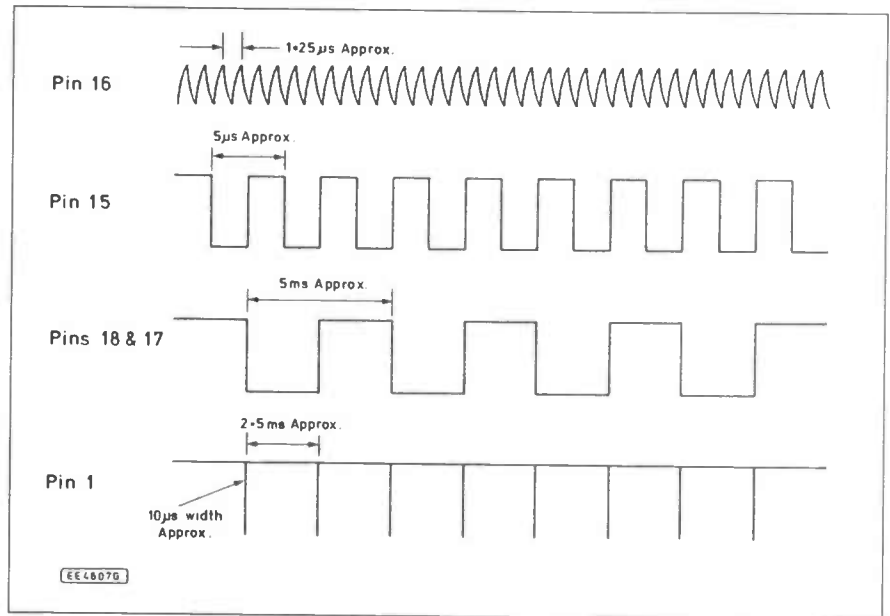 1•25µs Approx.
Pin 16
5µs Approx.
Pin 15
5ms Approx.
Pins 18 & 17
2•5ms Approx.
Pin 1
10µs width
Approx.
EE4607G